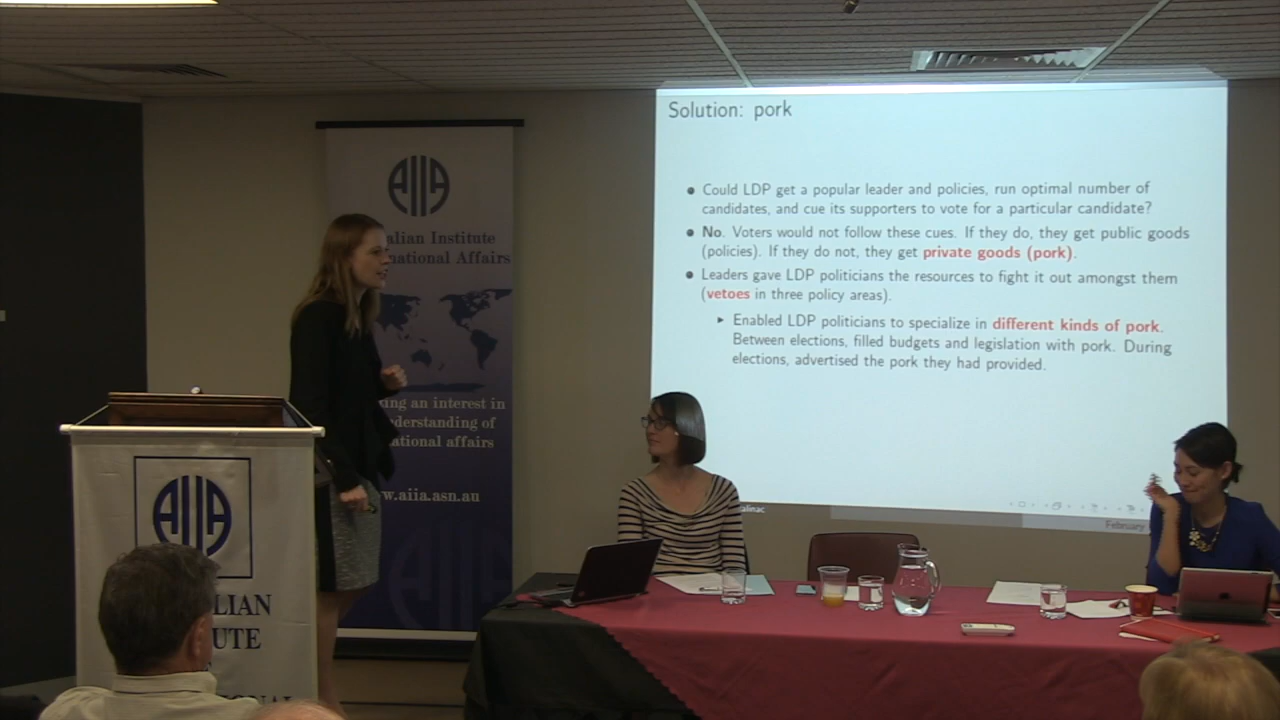 Solution: pork
Could LDP get a popular leader and policies, run optimal number of
candidates, and cue its supporters to vote for a particular candidate?
No. Voters would not follow these cues. If they do, they get public goods
(policies). If they do not, they get private goods (pork).
Leaders gave LDP politicians the resources to fight it out amongst them
(vetoes in three policy areas).
Enabled LDP politicians to specialize in different kinds of pork.
Between elections, filled budgets and legislation with pork. During
elections, advertised the pork they had provided.
alinac
February
AIIA
alian Institute
national Affairs
ing an interest in
derstanding of
ational affairs
w.aiia.asn.au
AIIA
AIIA
LIAN
UTE
IONAL